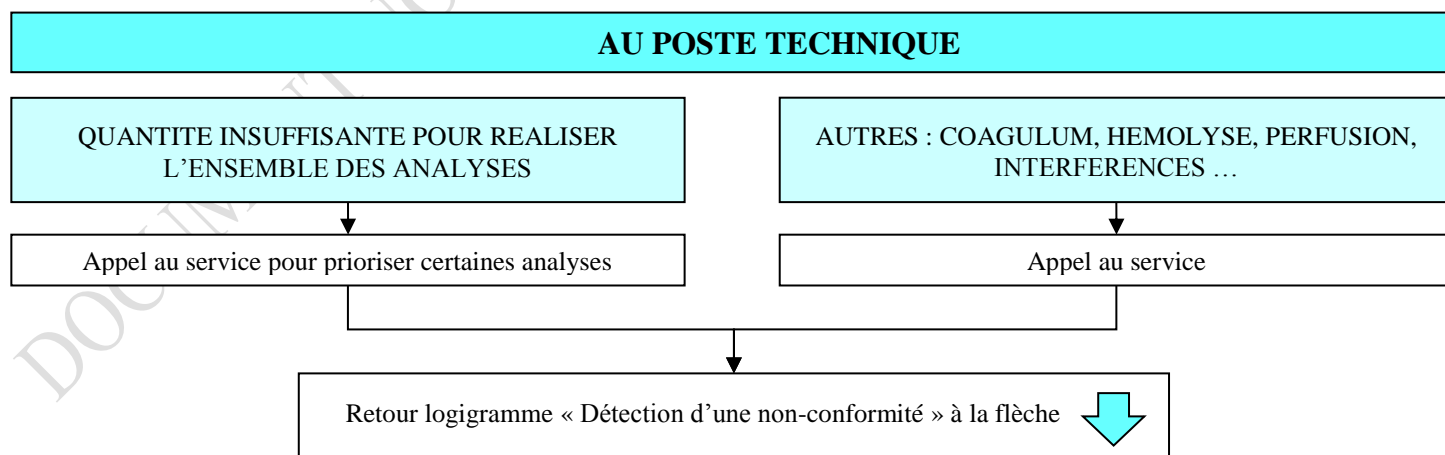 AU POSTE TECHNIQUE
QUANTITE INSUFFISANTE POUR REALISER
L’ENSEMBLE DES ANALYSES
AUTRES : COAGULUM, HEMOLYSE, PERFUSION,
INTERFERENCES …
Appel au service pour prioriser certaines analyses
Appel au service
Retour logigramme « Détection d’une non-conformité » à la flèche